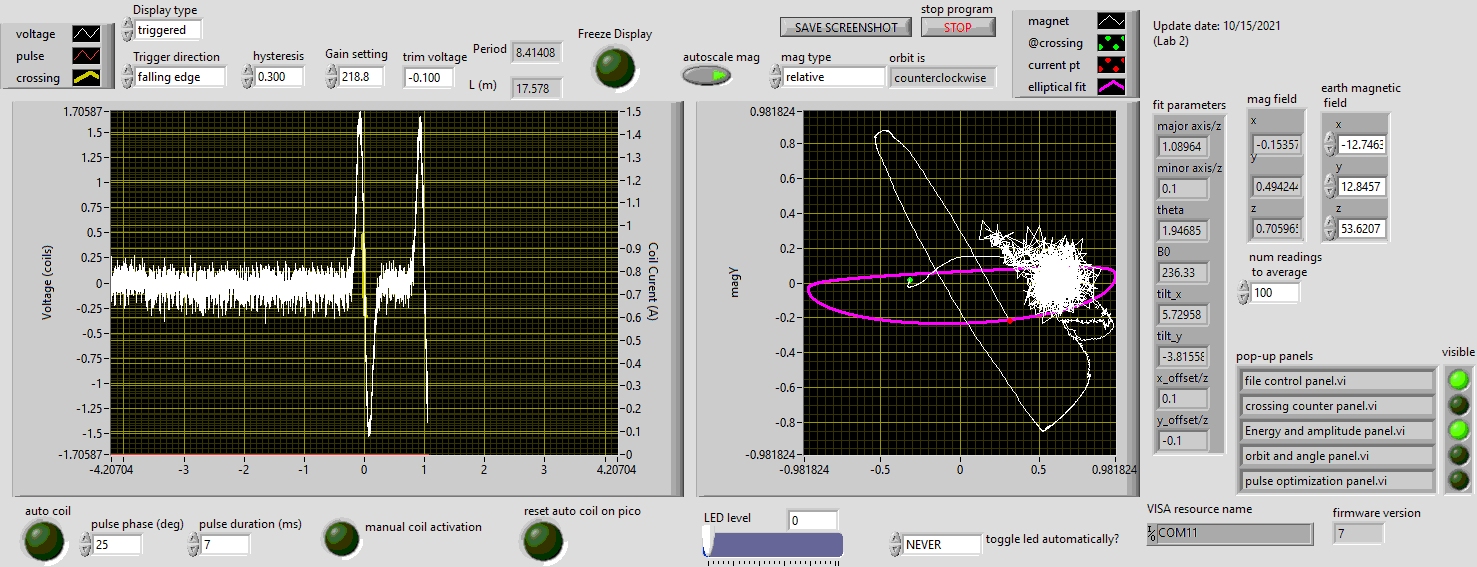 voltage
pulse
crossing
Display type
triggered
Trigger direction
falling edge
hysteresis
0.300
Gain setting
218.8
trim voltage
-0.100
Period
8.41408
L (m)
17.578
Freeze Display
SAVE SCREENSHOT
stop program
STOP
autoscale mag
mag type
relative
orbit is
counterclockwise
magnet
@crossing
current pt
elliptical fit
Update date: 10/15/2021
(Lab 2)
Voltage (coils)
1.70587
1.5
1.25
1
0.75
0.5
0.25
0
-0.25
-0.5
-0.75
-1
-1.25
-1.5
-1.70587
-4.20704
-3
-2
-1
0
1
2
3
4.20704
1.5
1.4
1.3
1.2
1.1
1
0.9
0.8
0.7
0.6
0.5
0.4
0.3
0.2
0.1
0
Coil Current (A)
magy
0.981824
0.8
0.6
0.4
0.2
0
-0.2
-0.4
-0.6
-0.8
-0.981824
-0.981824
-0.5
0
0.5
0.981824
fit parameters
major axis/z
1.08964
minor axis/z
0.1
theta
1.94685
B0
236.33
tilt_x
5.72958
tilt_y
-3.81558
x_offset/z
0.1
y_offset/z
-0.1
mag field
x
-0.15357
y
0.494244
z
0.705965
earth magnetic
field
x
-12.7463
y
12.8457
z
53.6207
num readings
to average
100
pop-up panels
visible
file control panel.vi
crossing counter panel.vi
Energy and amplitude panel.vi
orbit and angle panel.vi
pulse optimization panel.vi
auto coil
pulse phase (deg)
25
pulse duration (ms)
7
manual coil activation
reset auto coil on pico
LED level
0
NEVER
toggle led automatically?
VISA resource name
COM11
firmware version
7